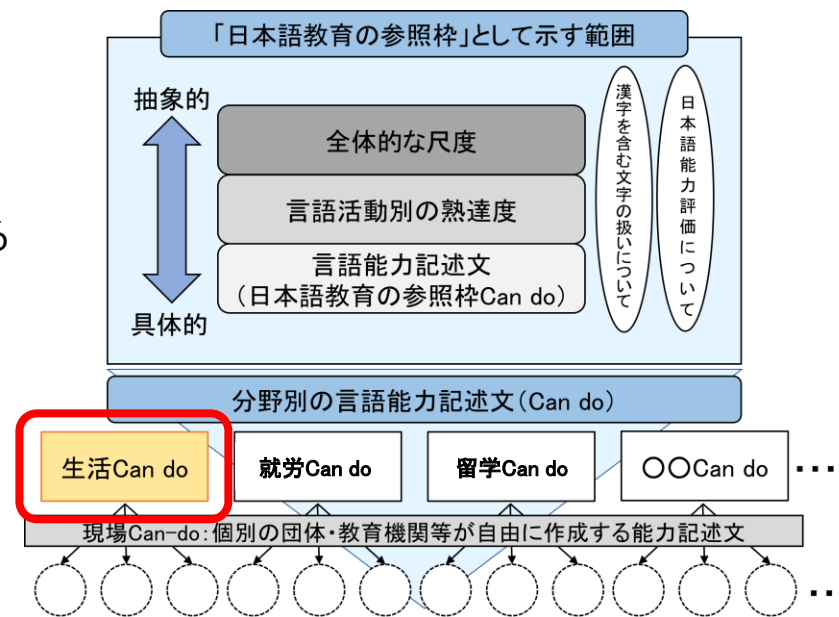 「日本語教育の参照枠」として示す範囲
抽象的
全体的な尺度
言語活動別の熟達度
言語能力記述文
(日本語教育の参照枠Can do)
具体的
漢字を含む文字の扱いについて
日本語能力評価について
る
分野別の言語能力記述文(Can do)
生活Can do
就労Can do
留学Can do
〇〇Can do
・・・
現場Can-do:個別の団体・教育機関等が自由に作成する能力記述文
・・